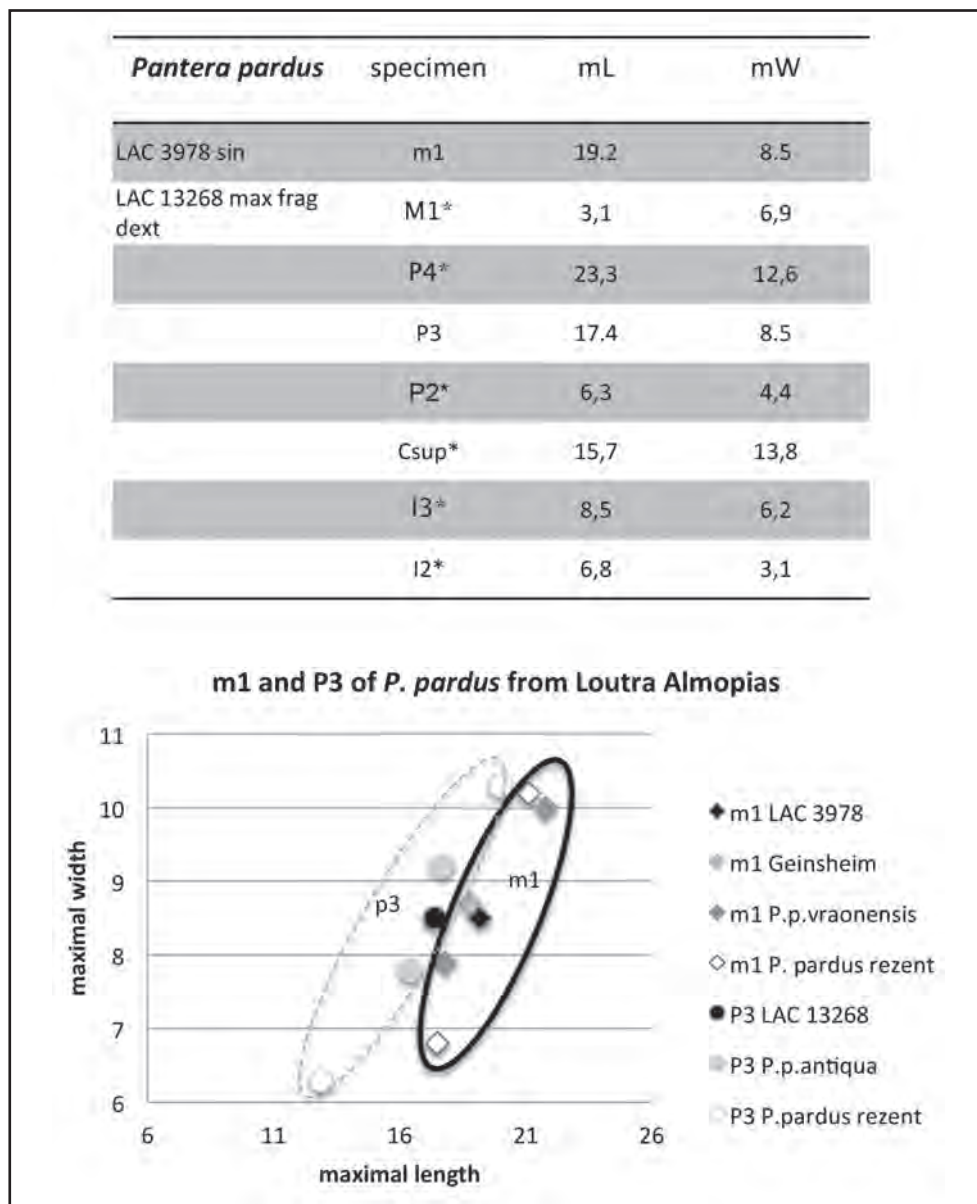 Pantera pardus specimen mL mW
LAC 3978 sin m1 19.2 8.5
LAC 13268 max frag
dext M1* 3,1 6,9
P4* 23,3 12,6
P3 17.4 8.5
P2* 6,3 4,4
Csup* 15,7 13,8
I3* 8,5 6,2
I2* 6,8 3,1
m1 and P3 of P. pardus from Loutra Almopias
11
10
9
8
7
6
maximal width
p3
m1
6 11 16 21 26
maximal length
m1 LAC 3978
m1 Geinsheim
m1 P.p.vraonensis
m1 P. pardus rezent
P3 LAC 13268
P3 P.p.antiqua
P3 P.pardus rezent